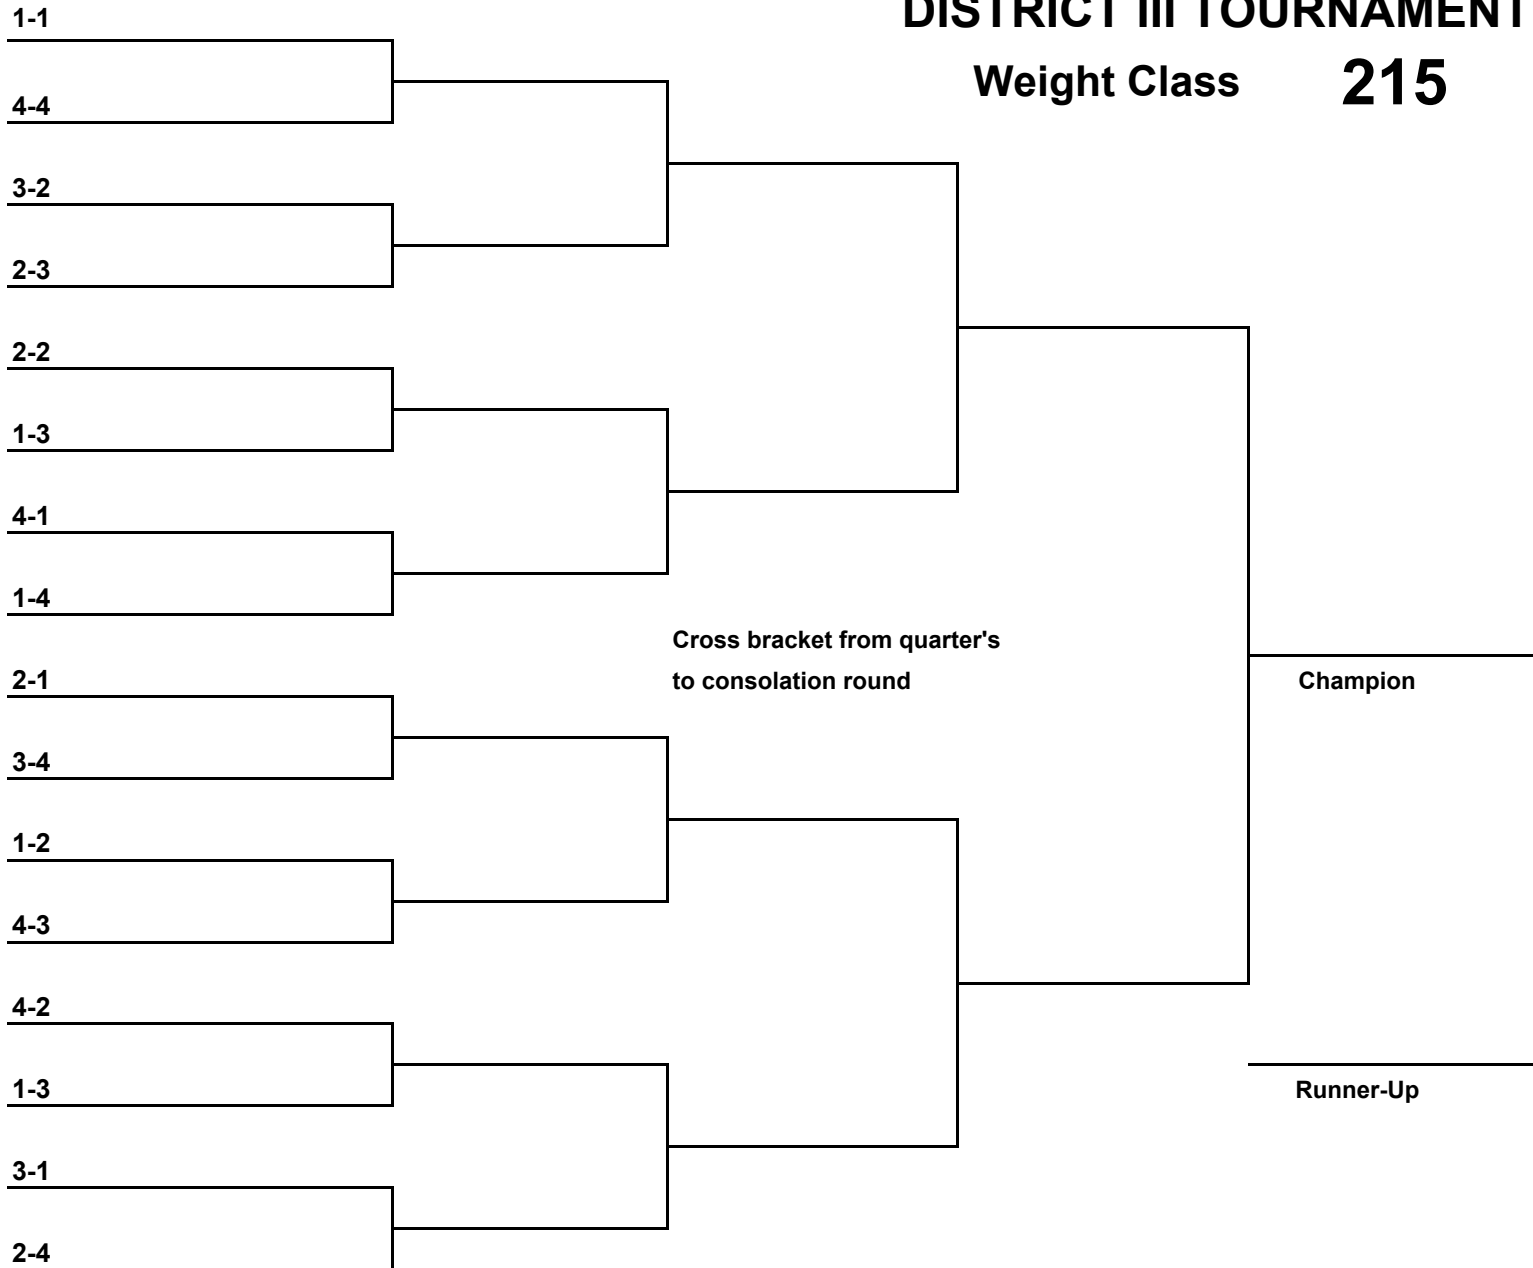 DISTRICT III TOURNAMENT
Weight Class 215
1-1
4-4
3-2
2-3
2-2
1-3
4-1
1-4
Cross bracket from quarter's
to consolation round
2-1
Champion
3-4
1-2
4-3
4-2
1-3
Runner-Up
3-1
2-4